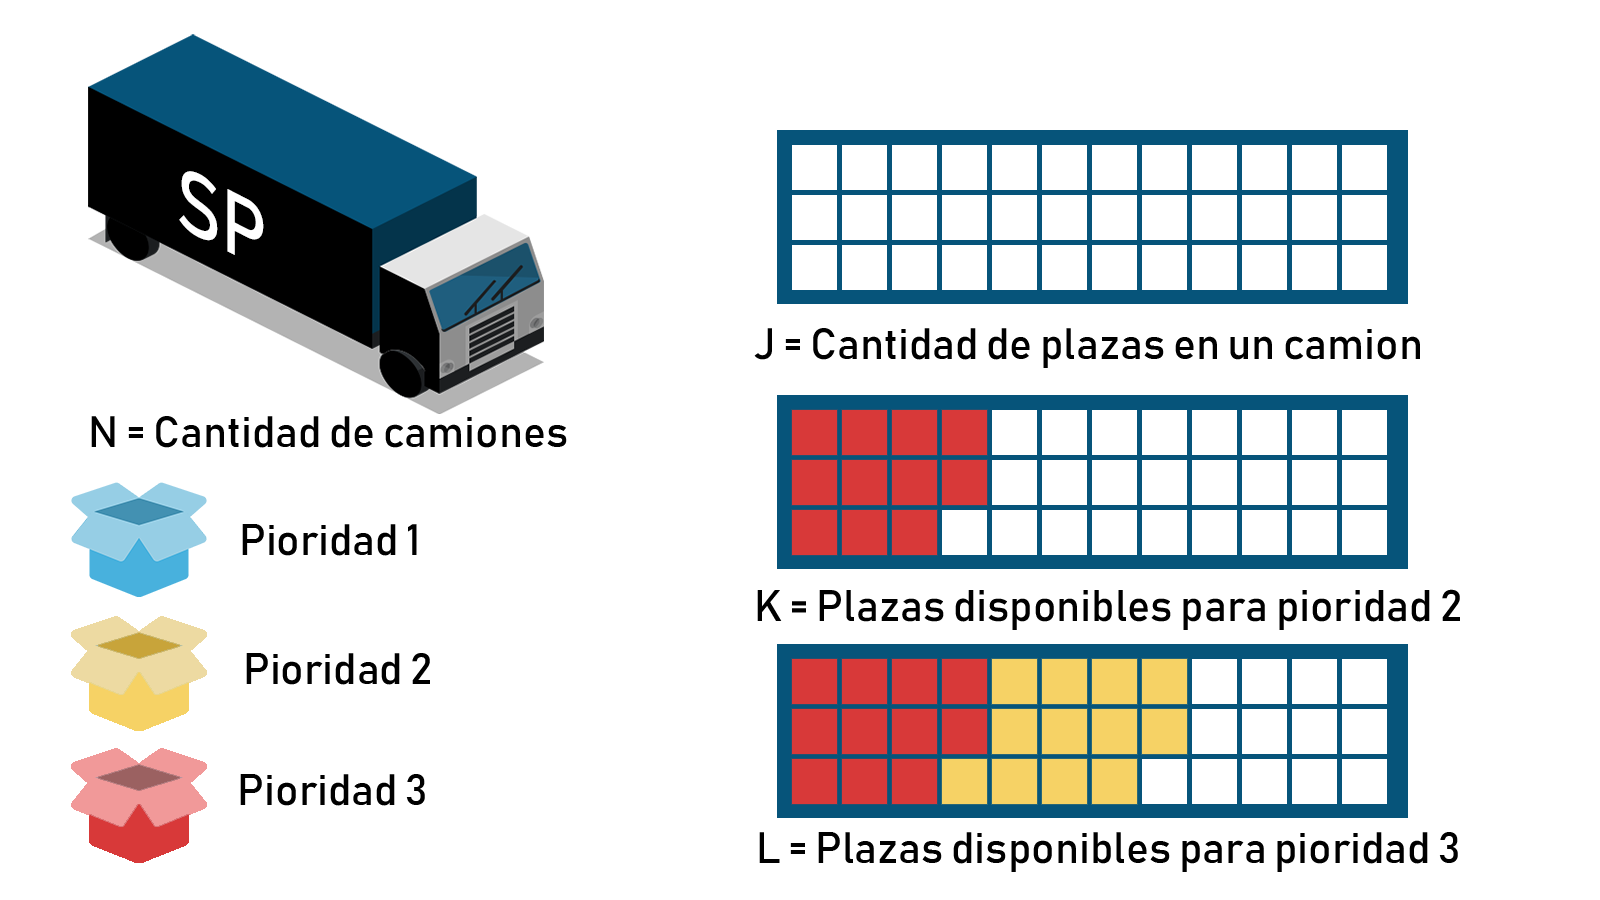 SP
N = Cantidad de camiones
Pioridad 1
Pioridad 2
Pioridad 3
J = Cantidad de plazas en un camion
K = Plazas disponibles para pioridad 2
L = Plazas disponibles para pioridad 3